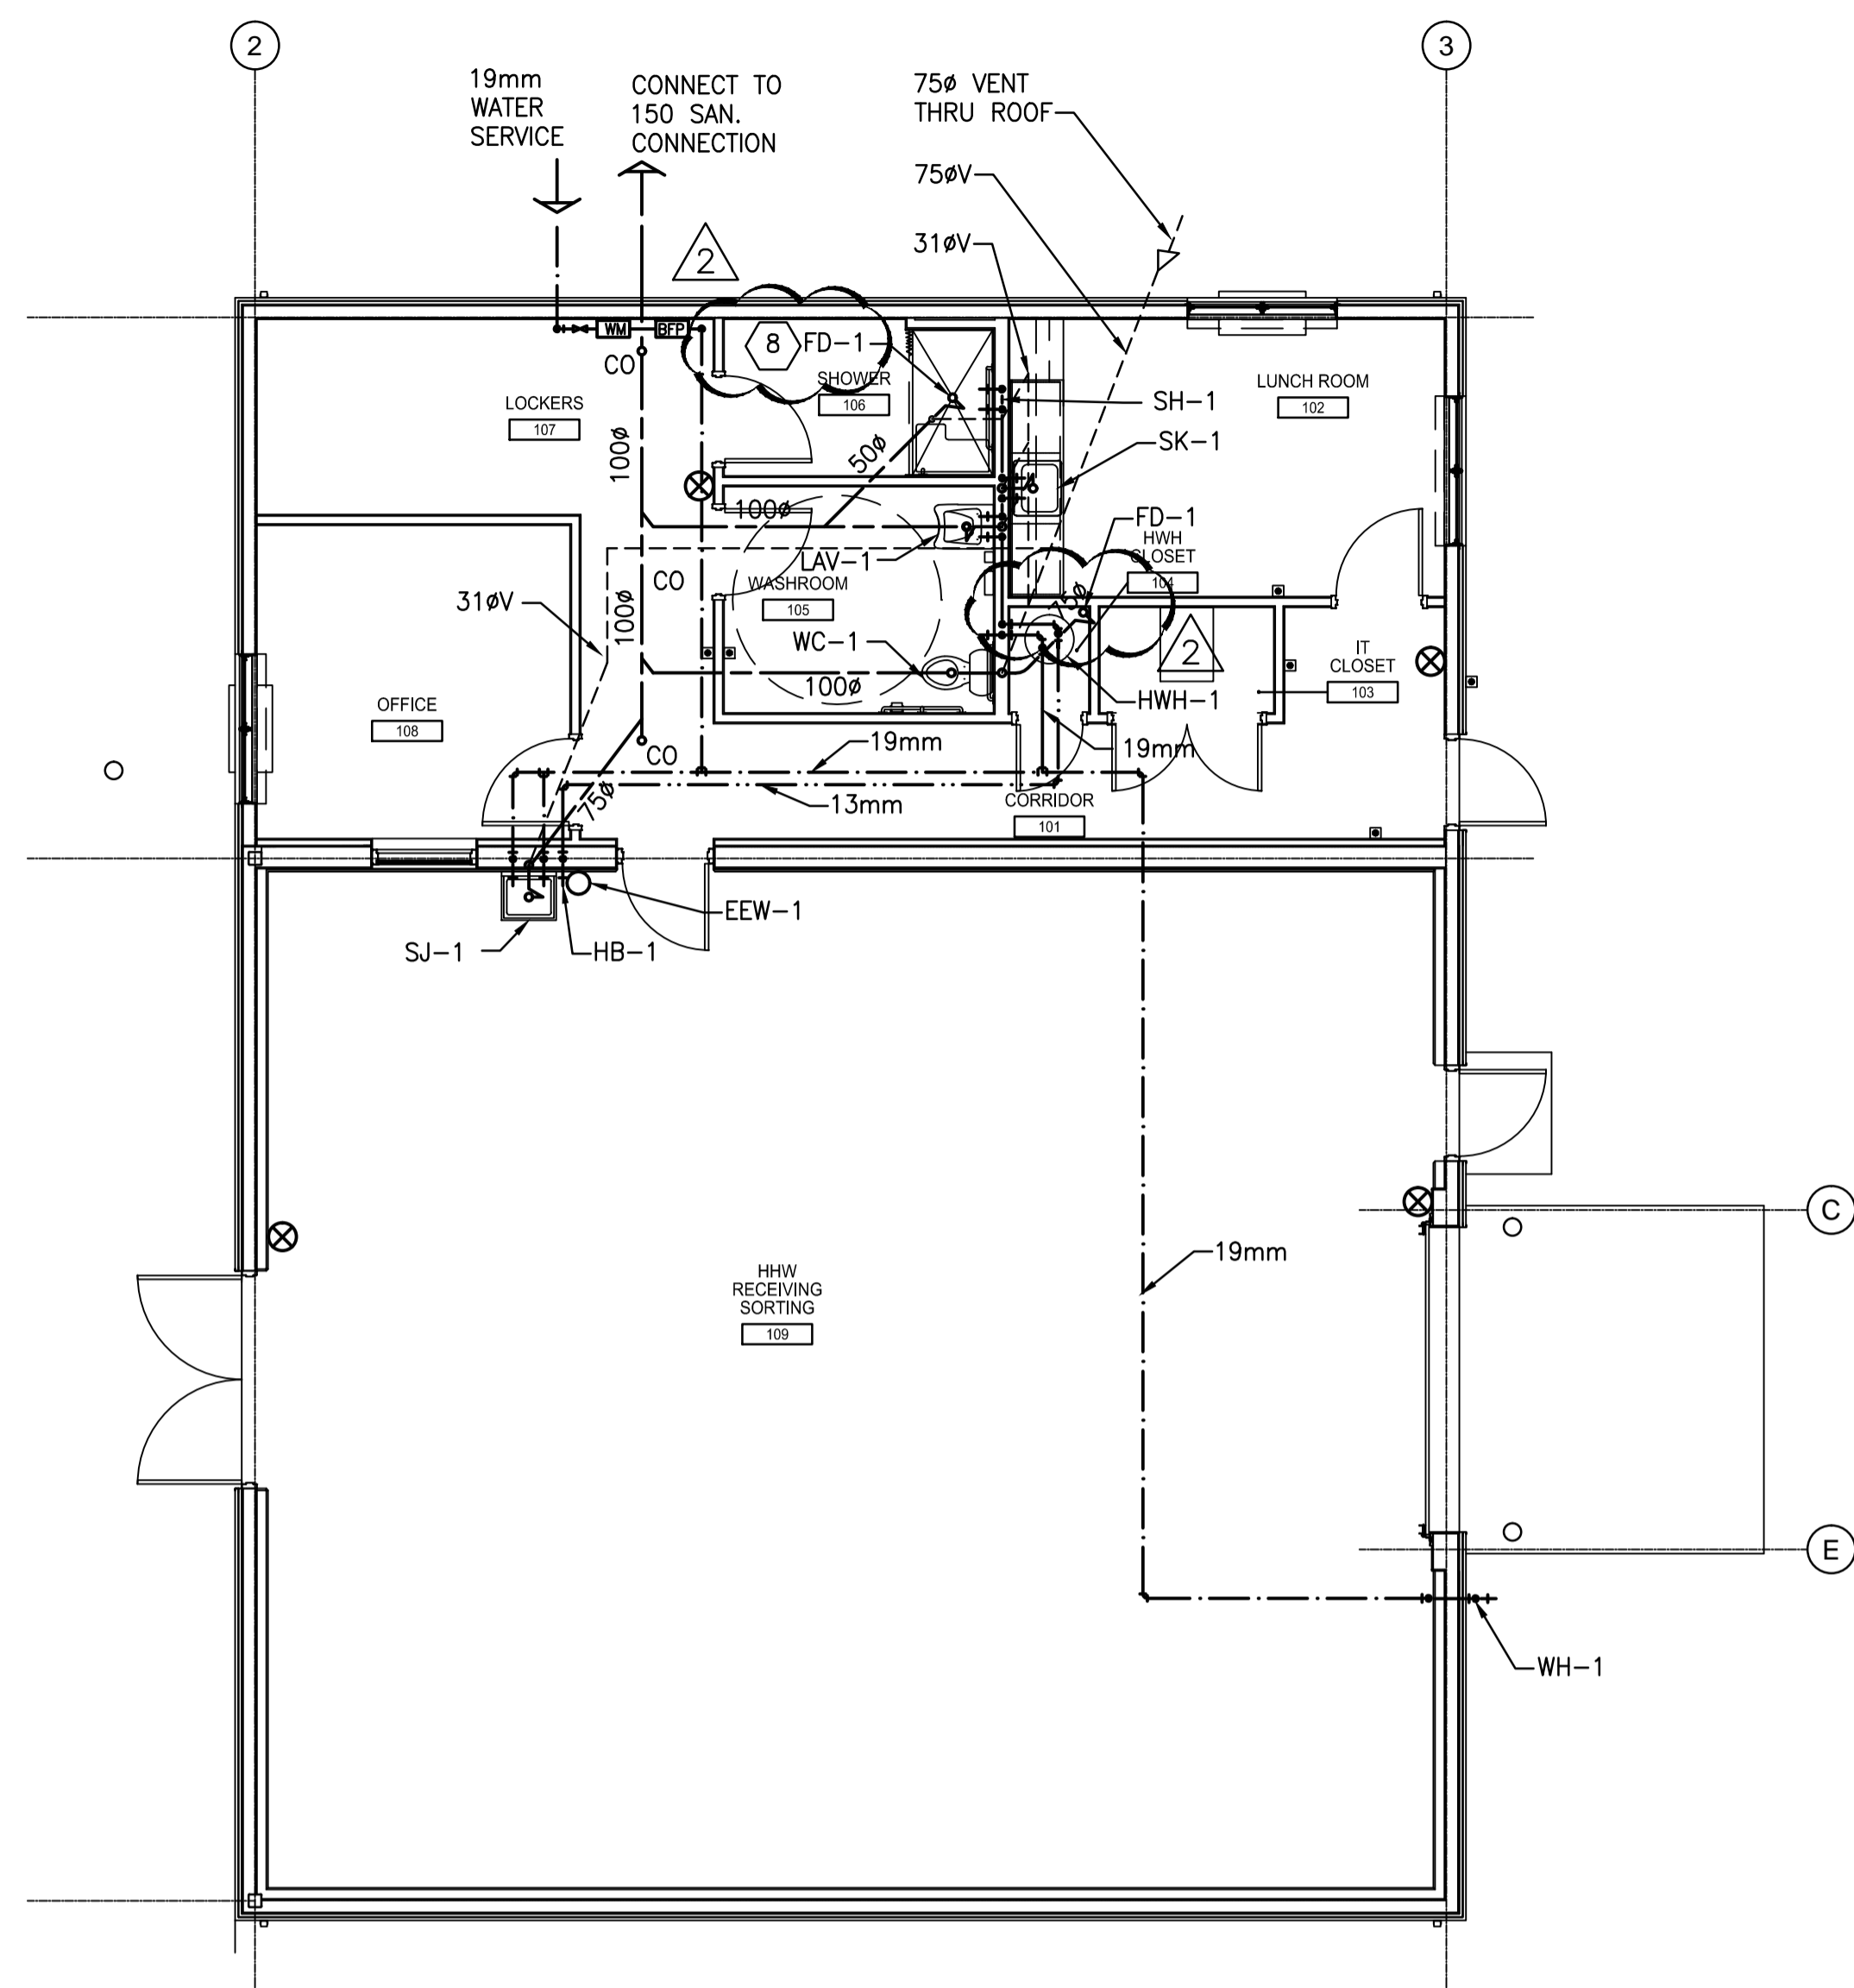 2
3
19mm
WATER
SERVICE
CONNECT TO
150 SAN.
CONNECTION
75ø VENT
THRU ROOF
75øV
31øV
2
WM
BFP
CO
8
FD-1
SHOWER
106
LOCKERS
107
LUNCH ROOM
102
SH-1
SK-1
100ø
50ø
100ø
FD-1
HWH
CLOSET
104
LAV-1
CO
WASHROOM
105
31øV
100ø
75ø
WC-1
2
IT
CLOSET
103
100ø
HWH-1
OFFICE
108
CO
19mm
19mm
75ø
13mm
CORRIDOR
101
EEW-1
SJ-1
HB-1
C
19mm
HHW
RECEIVING
SORTING
109
E
WH-1